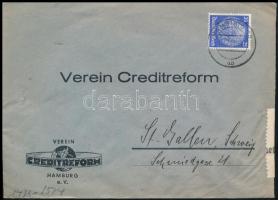 Verein Creditreform
St. Gallen, Schweiz
Schmiedgasse 21
VEREIN
CREDITREFORM
HAMBURG
e. V.
darabanth